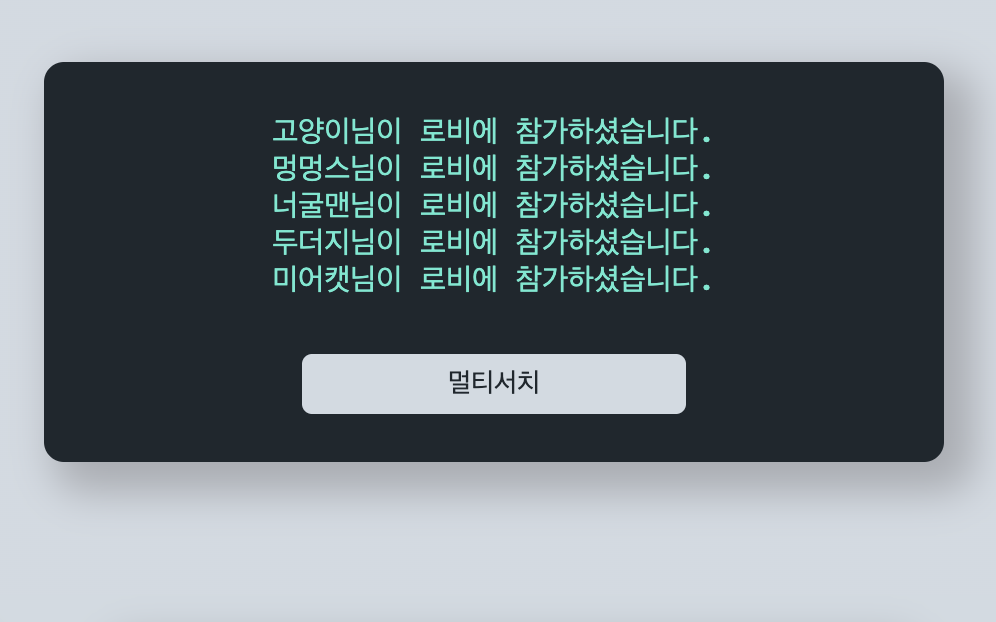 고양이님이 로비에 참가하셨습니다.
멍멍스님이 로비에 참가하셨습니다.
너굴맨님이 로비에 참가하셨습니다.
두더지님이 로비에 참가하셨습니다.
미어캣님이 로비에 참가하셨습니다.
멀티서치